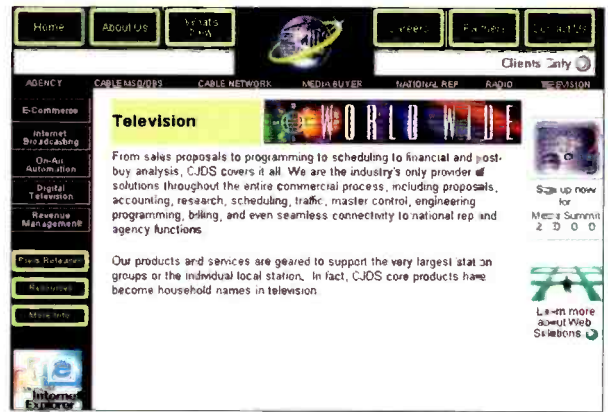 Home
About Us
What's New
Careers
Partners
Contact Us
Clients Only
AGENCY
CABLE MSO/DBS
CABLE NETWORK
MEDIA BUYER
NATIONAL REP
RADIO
TELEVISION
E-Commerce
Internet
Broadcasting
On-Air
Automation
Digital
Television
Revenue
Management®
Press Releases
Resources
More Info
Internet
Explorer
Television
WORLD WIDE
From sales proposals to programming to scheduling to financial and post-
buy analysis, CJDS covers it all. We are the industry's only provider of
solutions throughout the entire commercial process, including proposals,
accounting, research, scheduling, traffic, master control, engineering
programming, billing, and even seamless connectivity to national rep and
agency functions
Our products and services are geared to support the very largest station
groups or the individual local station. In fact, CJDS core products have
become household names in television
Sign up now
for
Media Summit
2 0 0 0
Learn more
about Web
Solutions